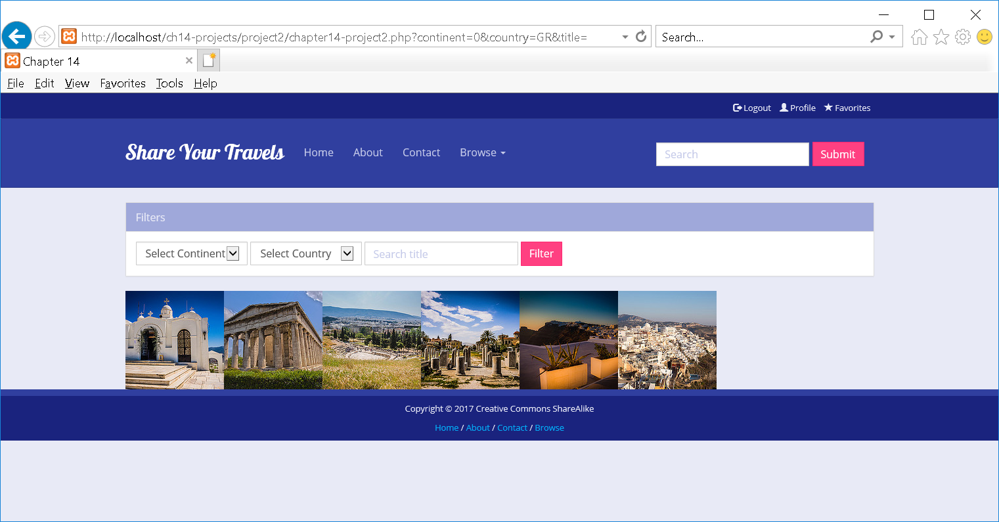 http://localhost/ch14-projects/project2/chapter14-project2.php?continent=0&country=GR&title=
Search...
Chapter 14
File Edit View Favorites Tools Help
Logout Profile Favorites
Share Your Travels Home About Contact Browse Search Submit
Filters
Select Continent Select Country Search title Filter
Copyright © 2017 Creative Commons ShareAlike
Home / About / Contact / Browse